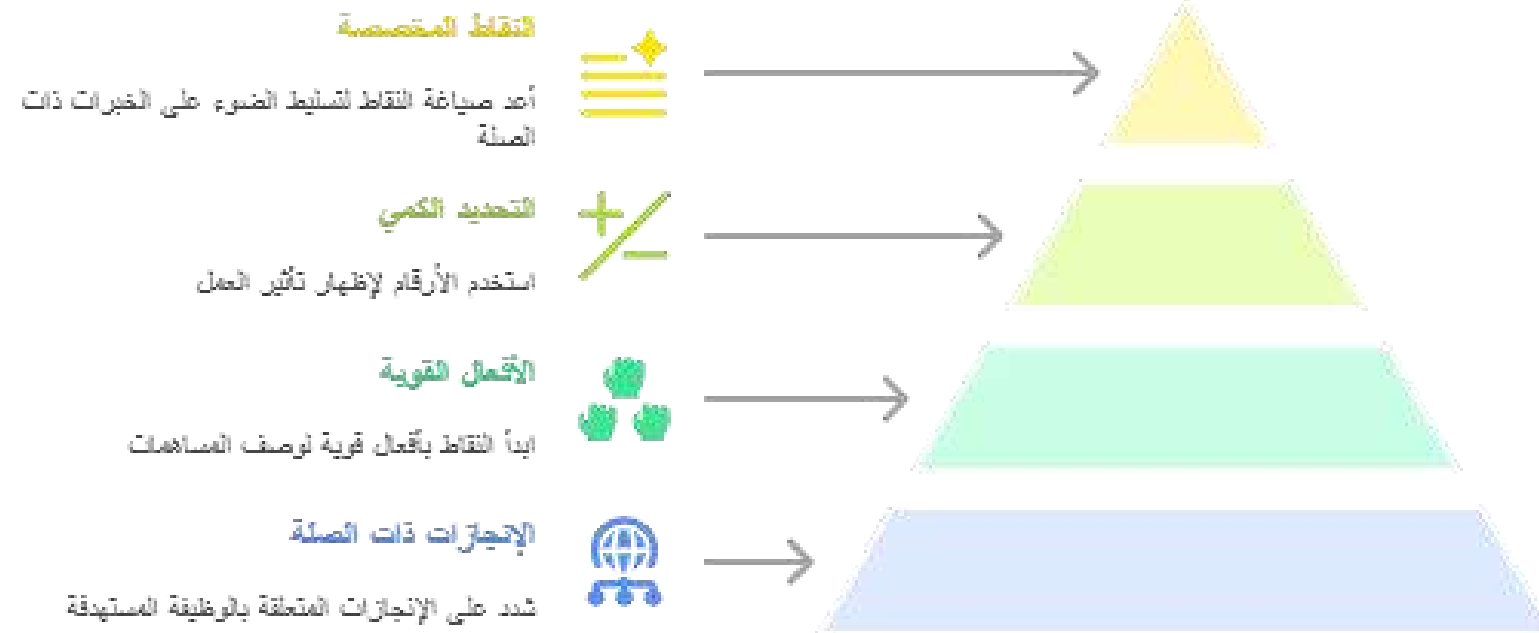 النقاط المخصصة
أعد صياغة النقاط لتسليط الضوء على الخبرات ذات
الصلة
التحديد الكمي
استخدم الأرقام لإظهار تأثير العمل
الأفعال القوية
ابدأ النقاط بأفعال قوية لوصف المساهمات
الإنجازات ذات الصلة
شدد على الإنجازات المتعلقة بالوظيفة المستهدفة